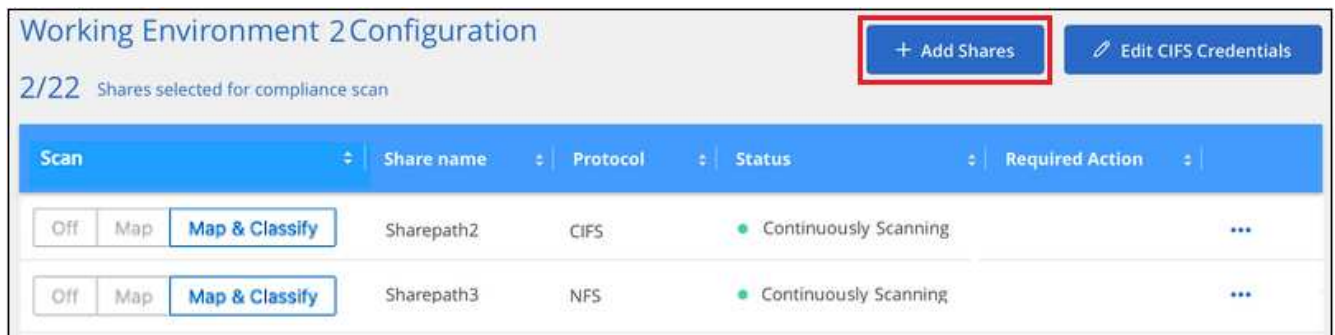 Working Environment 2 Configuration
+ Add Shares
Edit CIFS Credentials
2/22 Shares selected for compliance scan
Scan Share name Protocol Status Required Action
Off Map Map & Classify Sharepath2 CIFS Continuously Scanning ...
Off Map Map & Classify Sharepath3 NFS Continuously Scanning ...